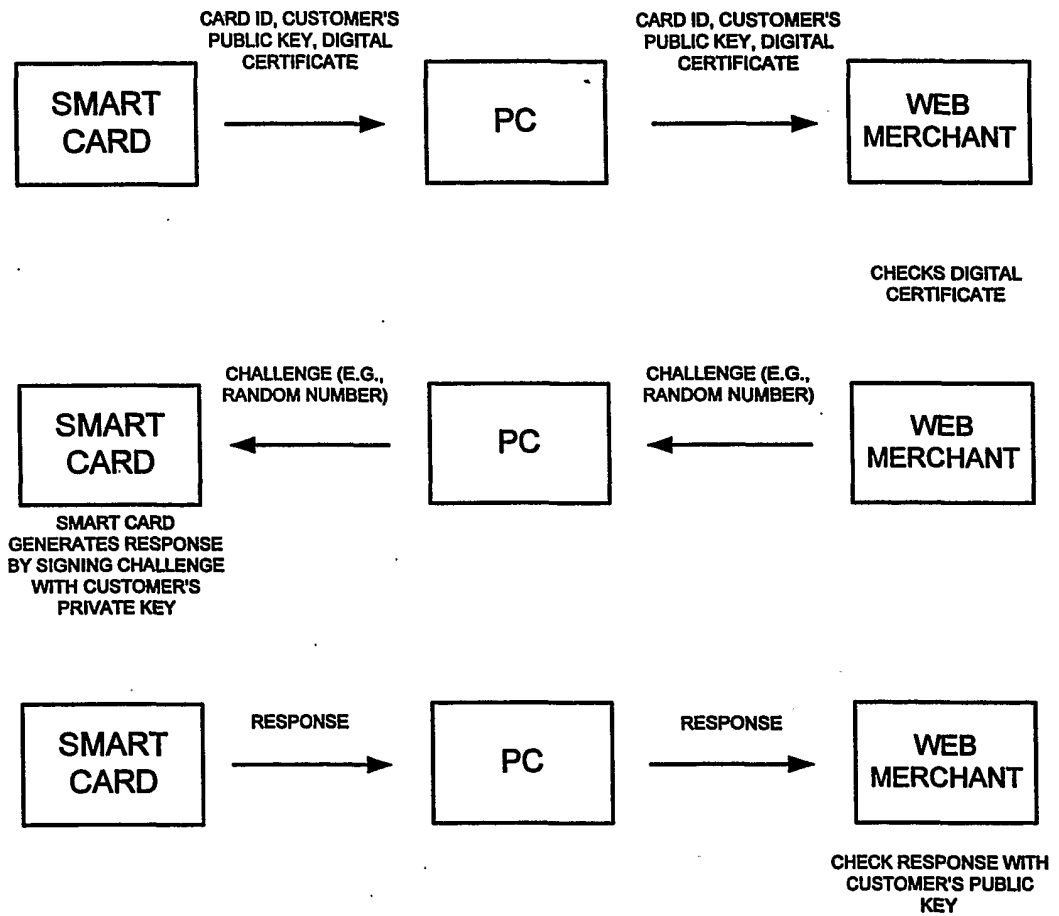 CARD ID, CUSTOMER'S
PUBLIC KEY, DIGITAL
CERTIFICATE
CARD ID, CUSTOMER'S
PUBLIC KEY, DIGITAL
CERTIFICATE
SMART
CARD
PC
WEB
MERCHANT
CHECKS DIGITAL
CERTIFICATE
CHALLENGE (E.G.,
RANDOM NUMBER)
CHALLENGE (E.G.,
RANDOM NUMBER)
SMART
CARD
PC
WEB
MERCHANT
SMART CARD
GENERATES RESPONSE
BY SIGNING CHALLENGE
WITH CUSTOMER'S
PRIVATE KEY
RESPONSE
RESPONSE
SMART
CARD
PC
WEB
MERCHANT
CHECK RESPONSE WITH
CUSTOMER'S PUBLIC
KEY